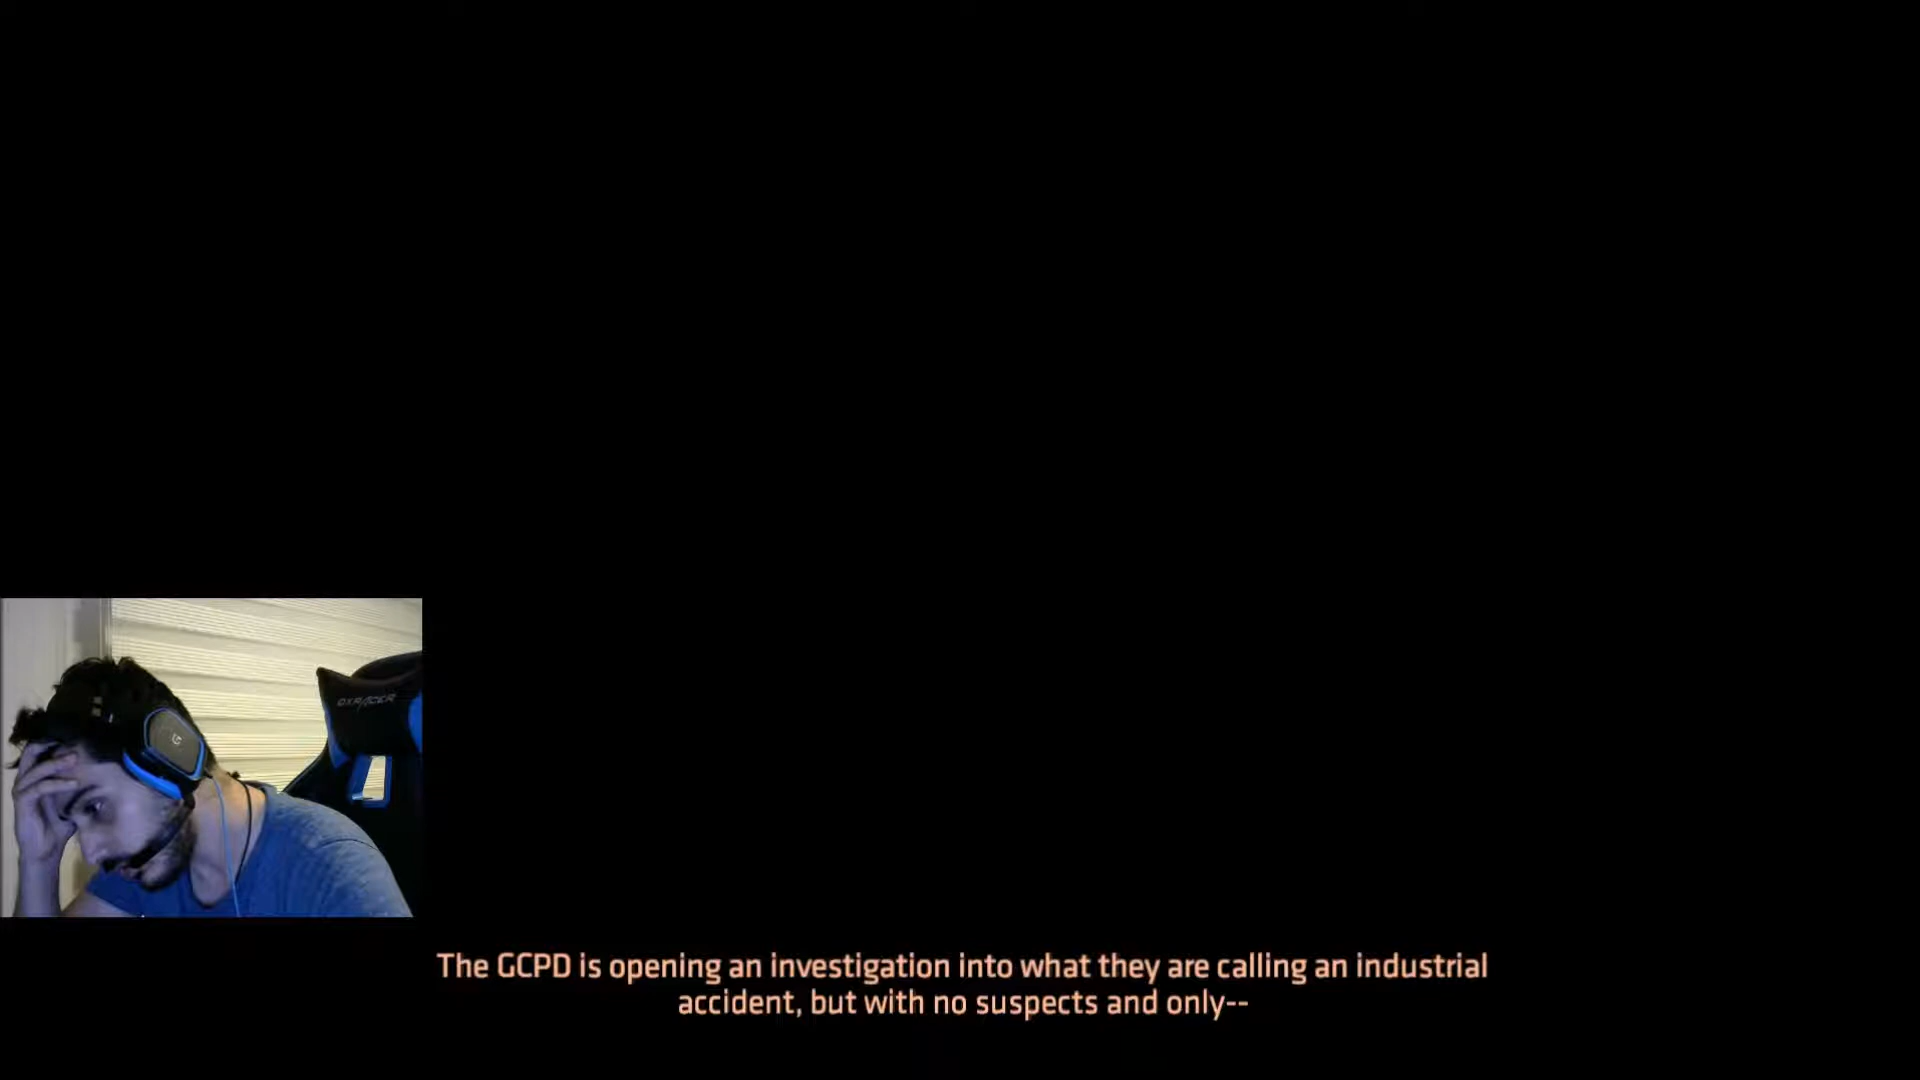 DXRACER
The GCPD is opening an investigation into what they are calling an industrial
accident, but with no suspects and only--